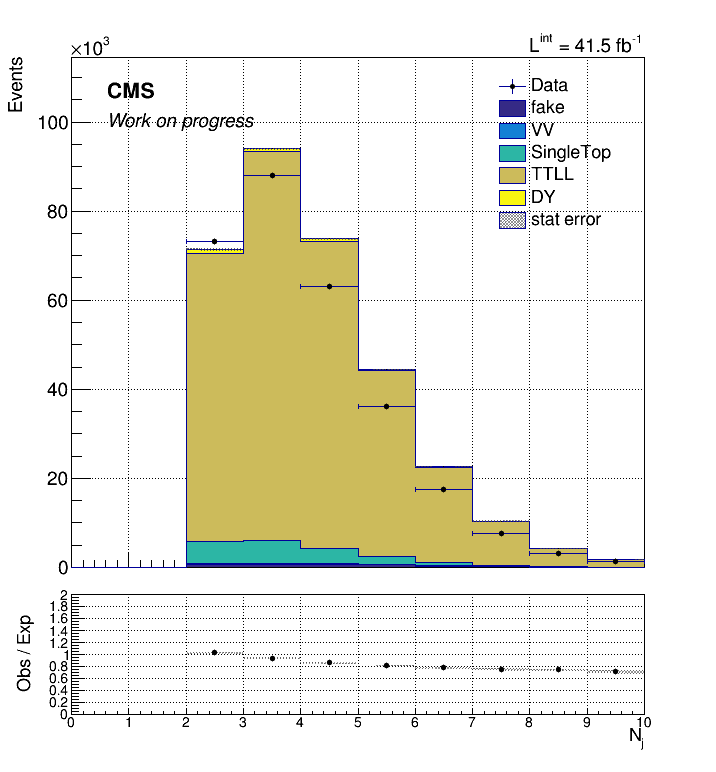 ×10³
L^int = 41.5 fb⁻¹
Events
CMS
Work on progress
Data
fake
VV
SingleTop
TTLL
DY
stat error
100
80
60
40
20
0
Obs / Exp
2
1.8
1.6
1.4
1.2
1
0.8
0.6
0.4
0.2
0
0 1 2 3 4 5 6 7 8 9 10
N_j